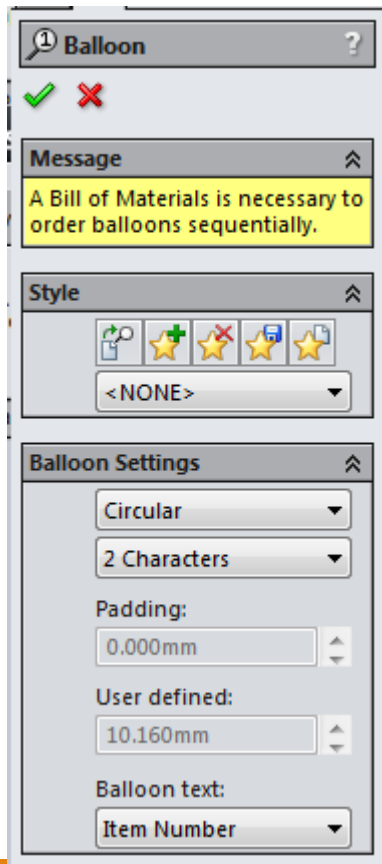 1 Balloon ?
Message
A Bill of Materials is necessary to
order balloons sequentially.
Style
<NONE>
Balloon Settings
Circular
2 Characters
Padding:
0.000mm
User defined:
10.160mm
Balloon text:
Item Number